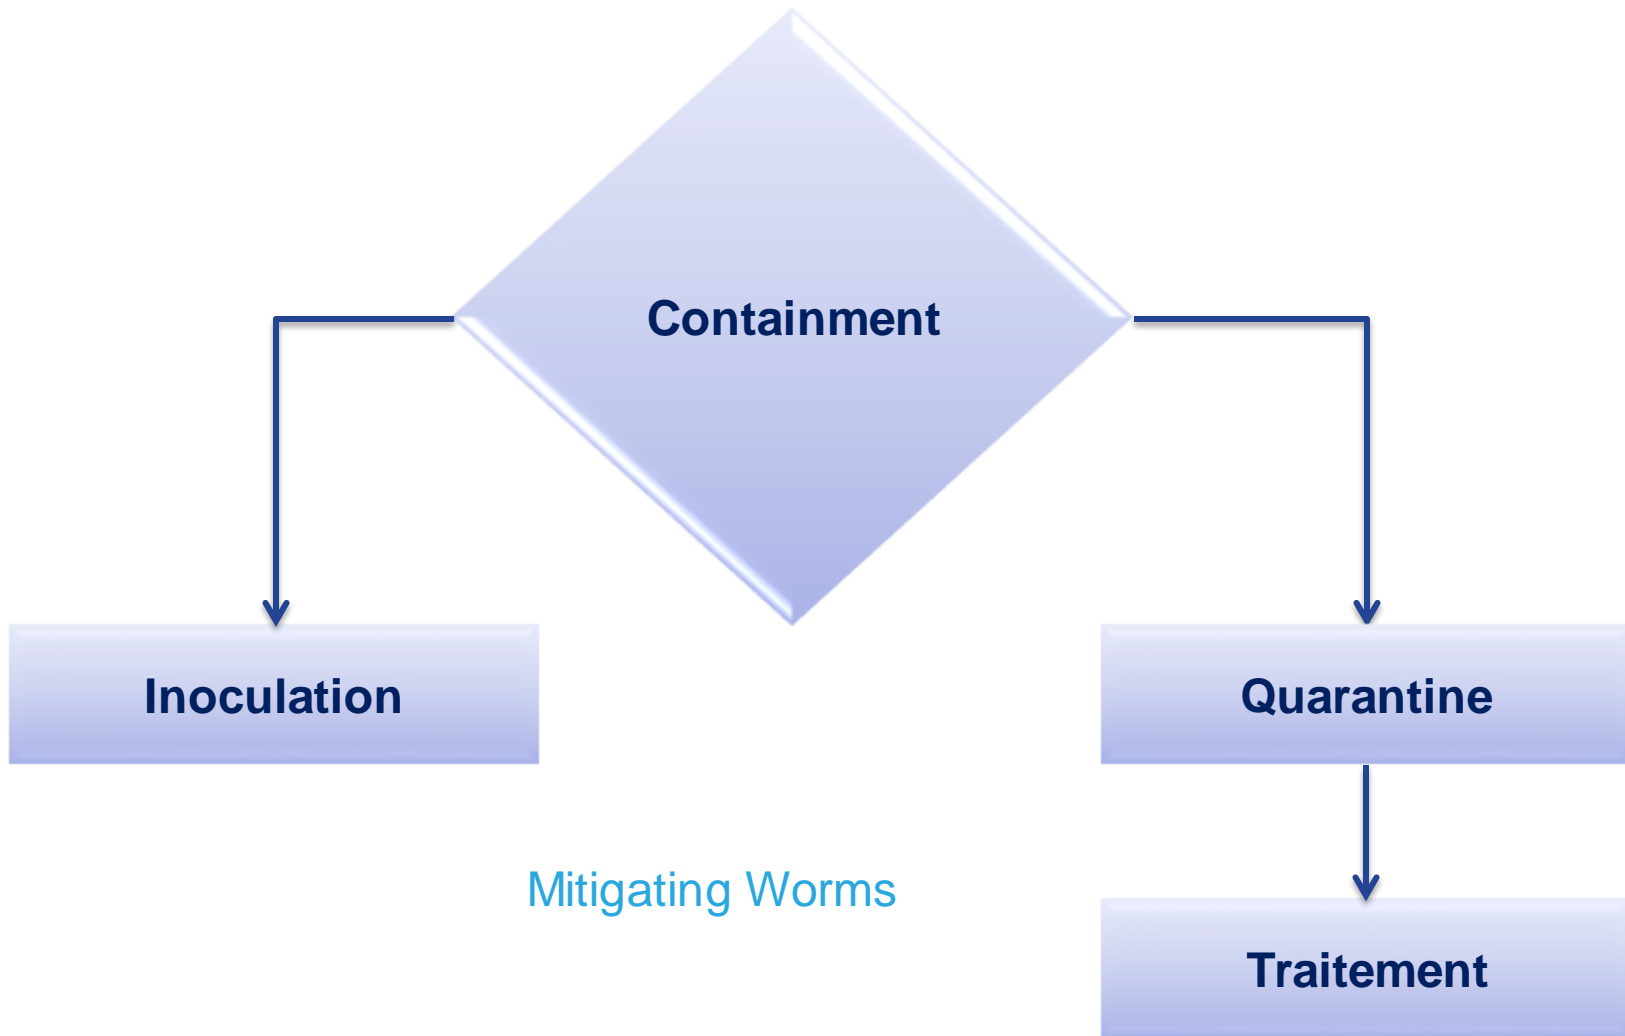 Containment
Inoculation
Quarantine
Mitigating Worms
Traitement